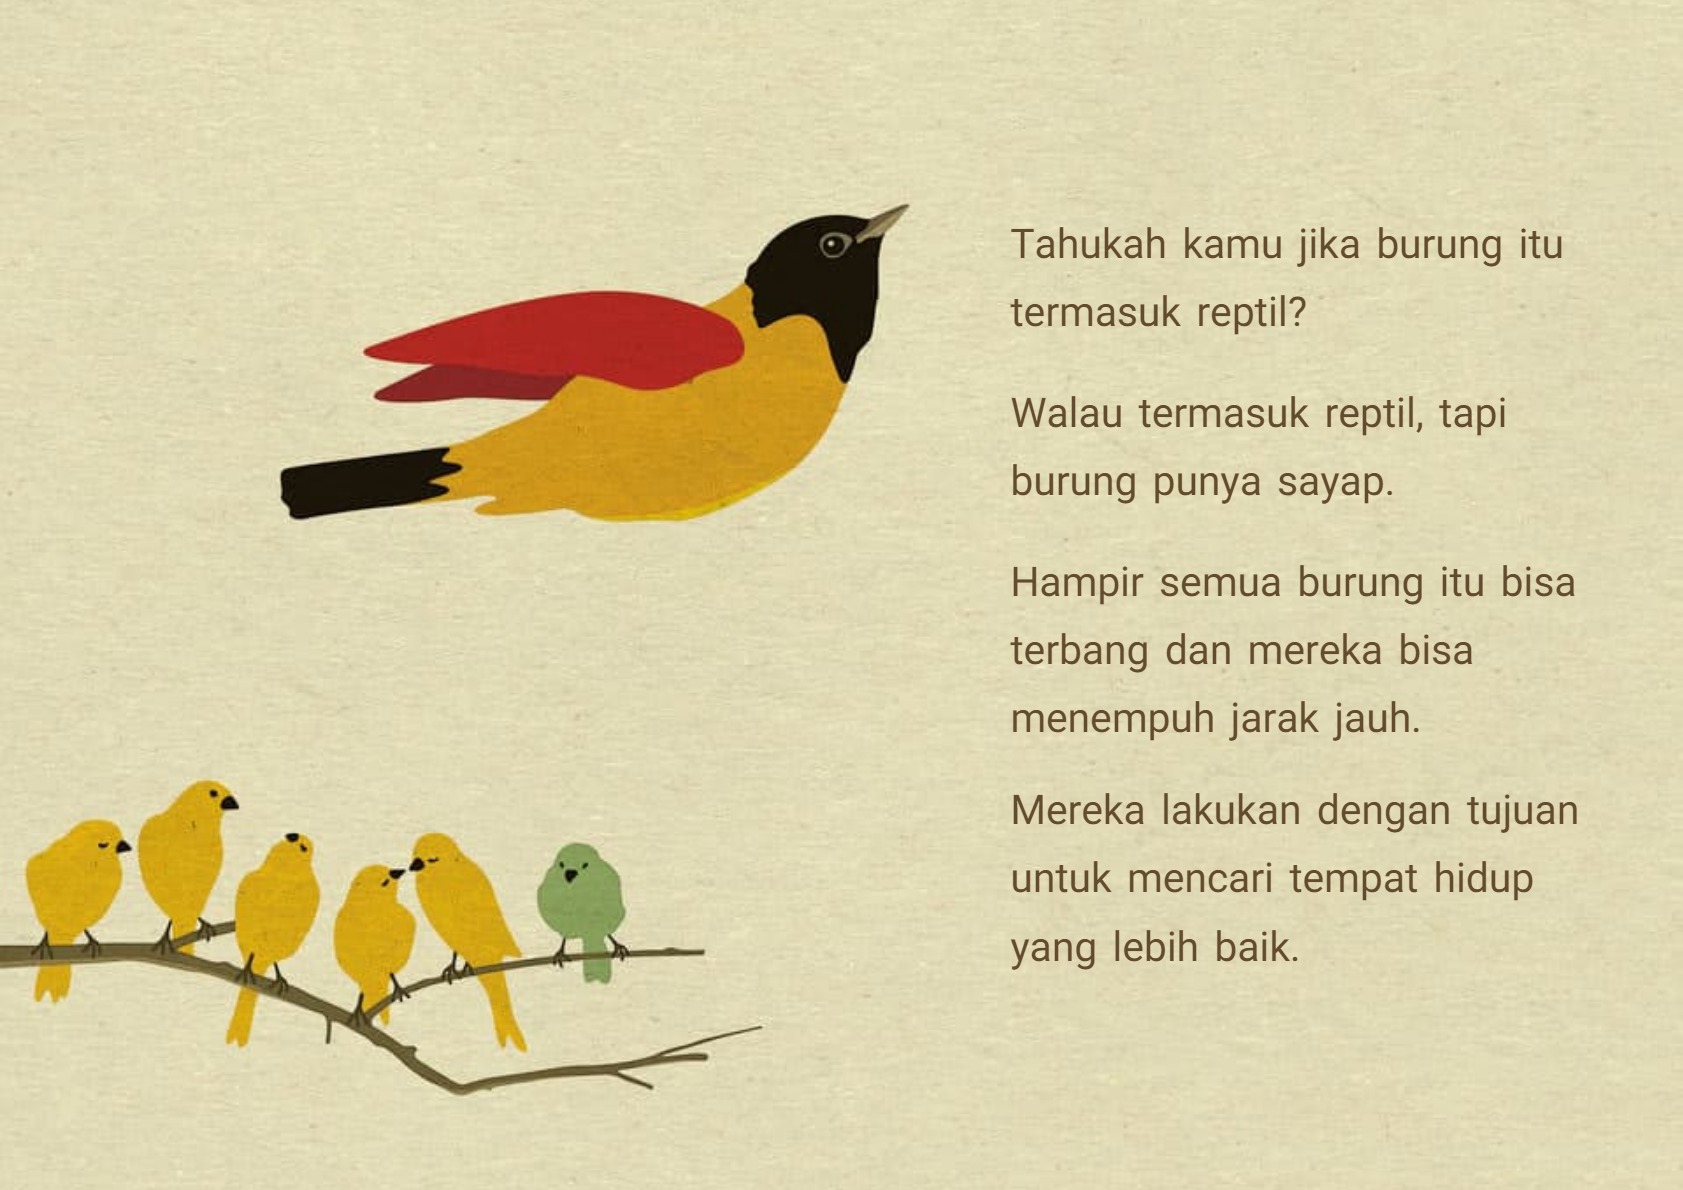 Tahukah kamu jika burung itu
termasuk reptil?
Walau termasuk reptil, tapi
burung punya sayap.
Hampir semua burung itu bisa
terbang dan mereka bisa
menempuh jarak jauh.
Mereka lakukan dengan tujuan
untuk mencari tempat hidup
yang lebih baik.